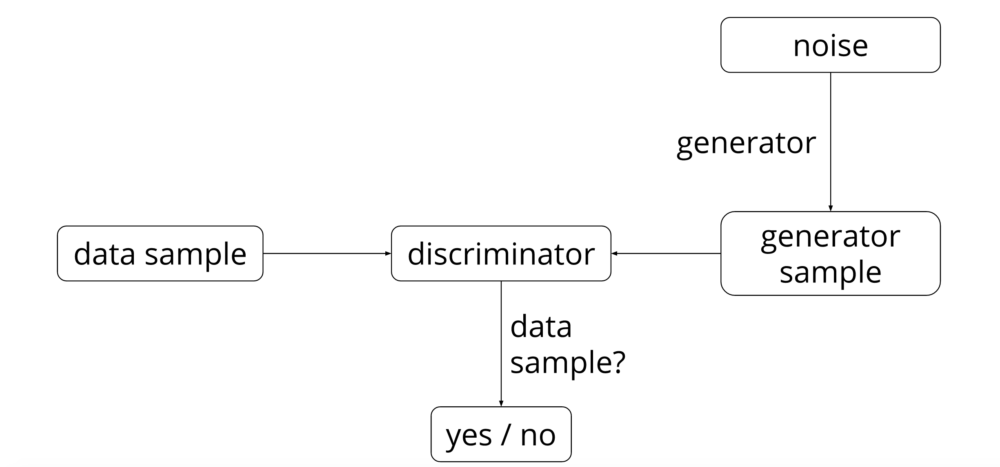 noise
generator
data sample
discriminator
generator
sample
data
sample?
yes / no